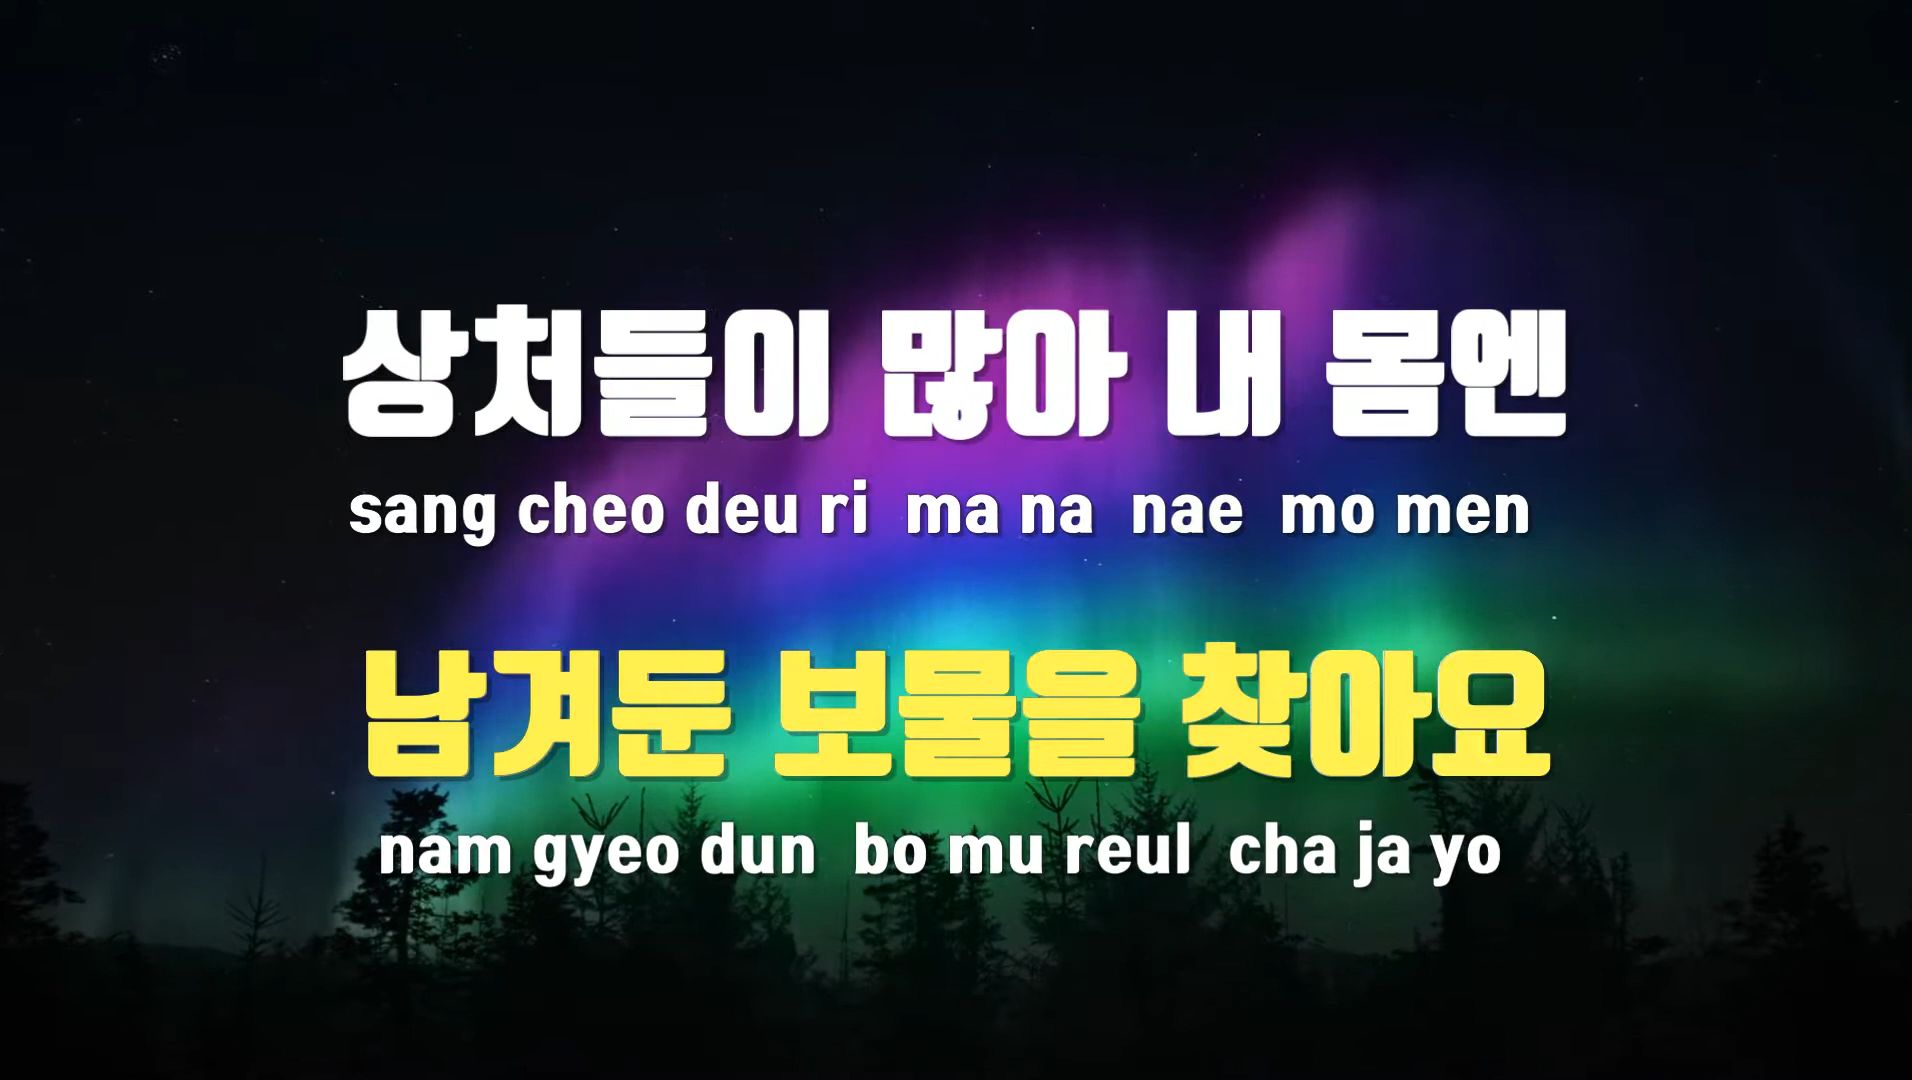 상처들이 많아 내 몸엔
sang cheo deu ri ma na nae mo men
남겨둔 보물을 찾아요
nam gyeo dun bo mu reul cha ja yo